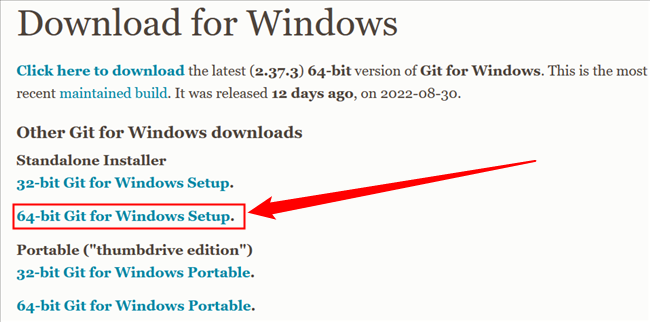 Download for Windows
Click here to download the latest (2.37.3) 64-bit version of Git for Windows. This is the most
recent maintained build. It was released 12 days ago, on 2022-08-30.
Other Git for Windows downloads
Standalone Installer
32-bit Git for Windows Setup.
64-bit Git for Windows Setup.
Portable ("thumbdrive edition")
32-bit Git for Windows Portable.
64-bit Git for Windows Portable.